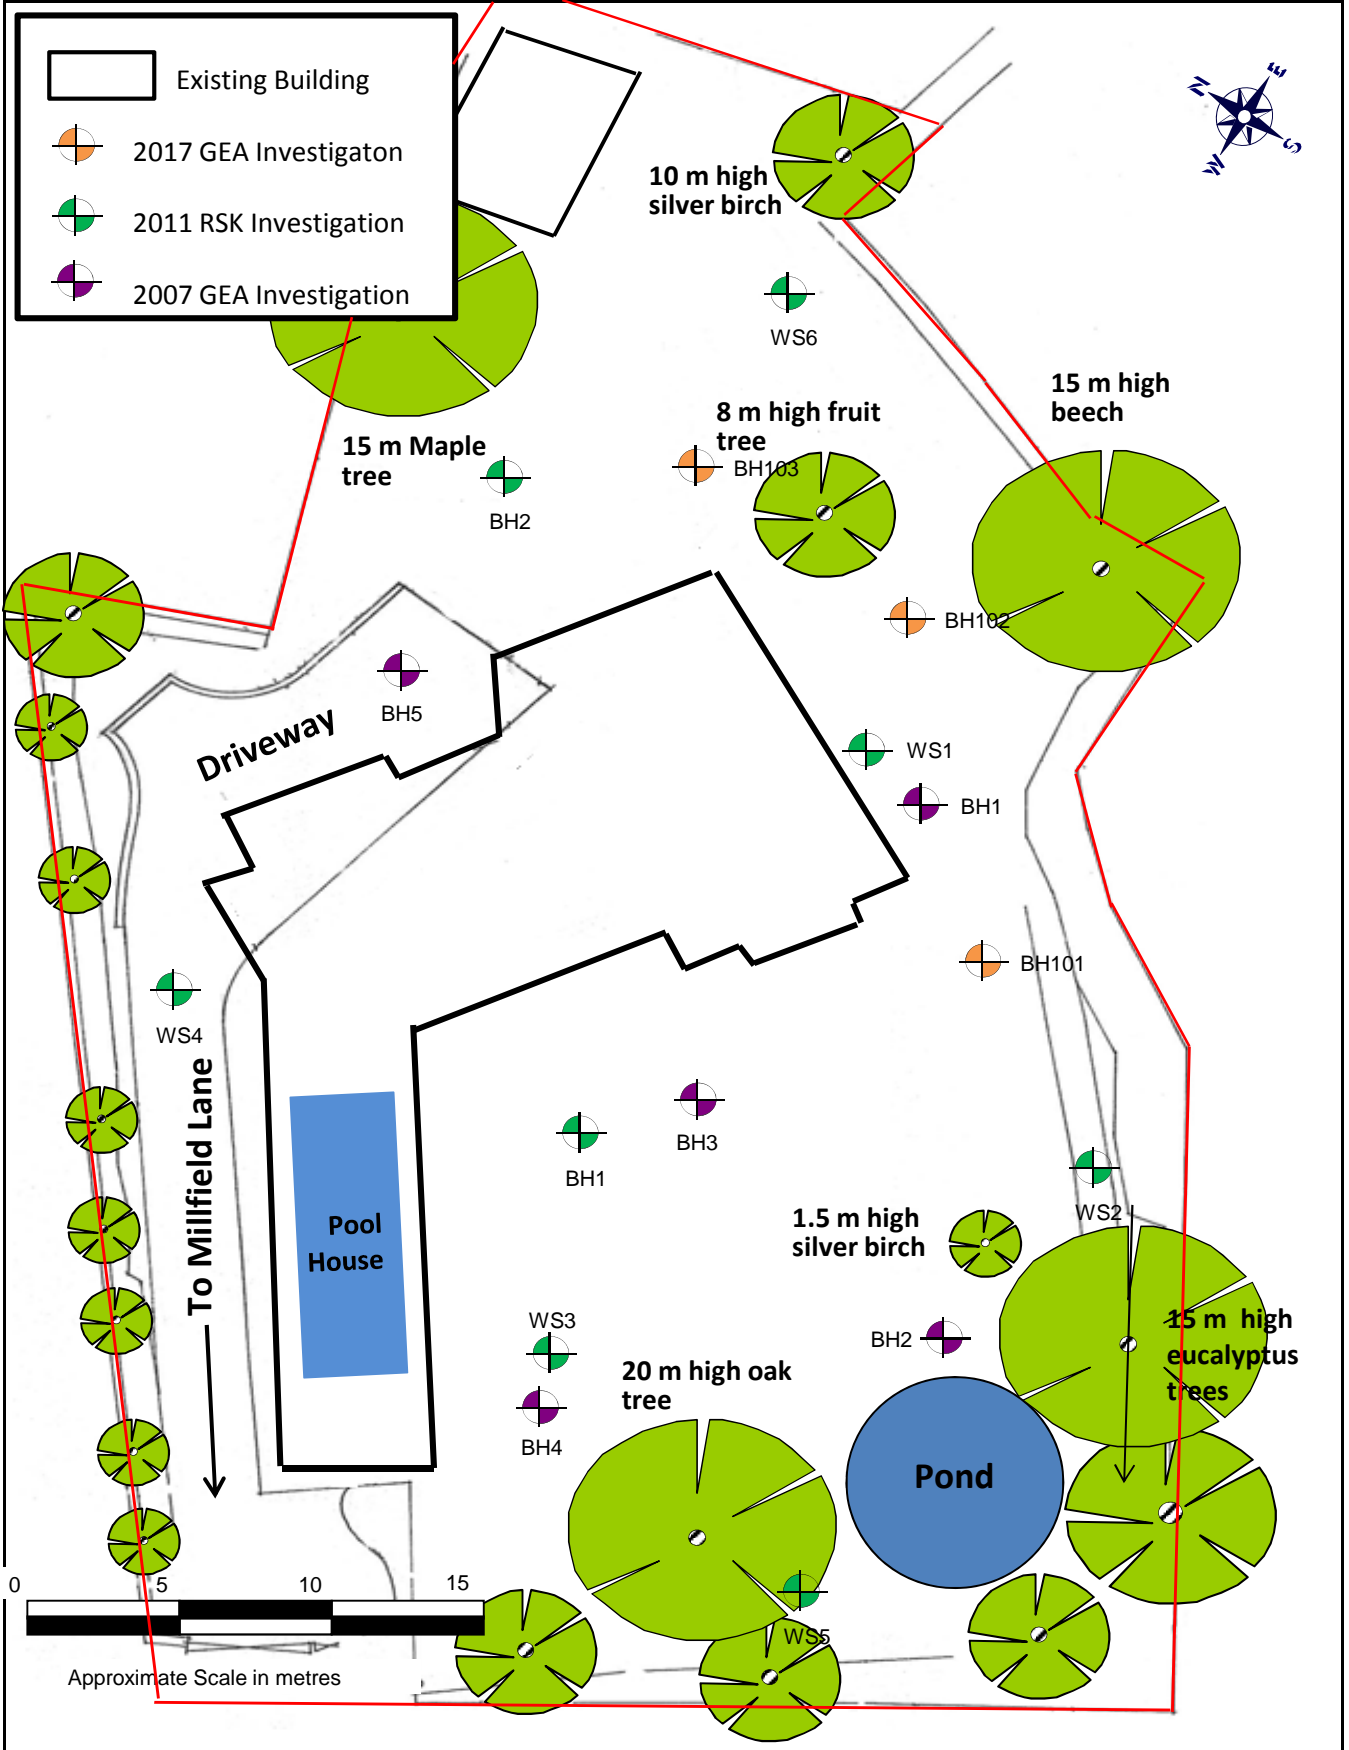 Existing Building
2017 GEA Investigaton
2011 RSK Investigation
2007 GEA Investigation
N
E
S
W
10 m high
silver birch
WS6
15 m high
beech
8 m high fruit
tree
15 m Maple
tree
BH103
BH2
BH102
BH5
Driveway
WS1
BH1
BH101
WS4
To Millfield Lane
BH3
BH1
WS2
Pool
House
1.5 m high
silver birch
WS3
BH2
15 m  high
eucalyptus
trees
20 m high oak
tree
BH4
Pond
WS5
0 5 10 15
Approximate Scale in metres